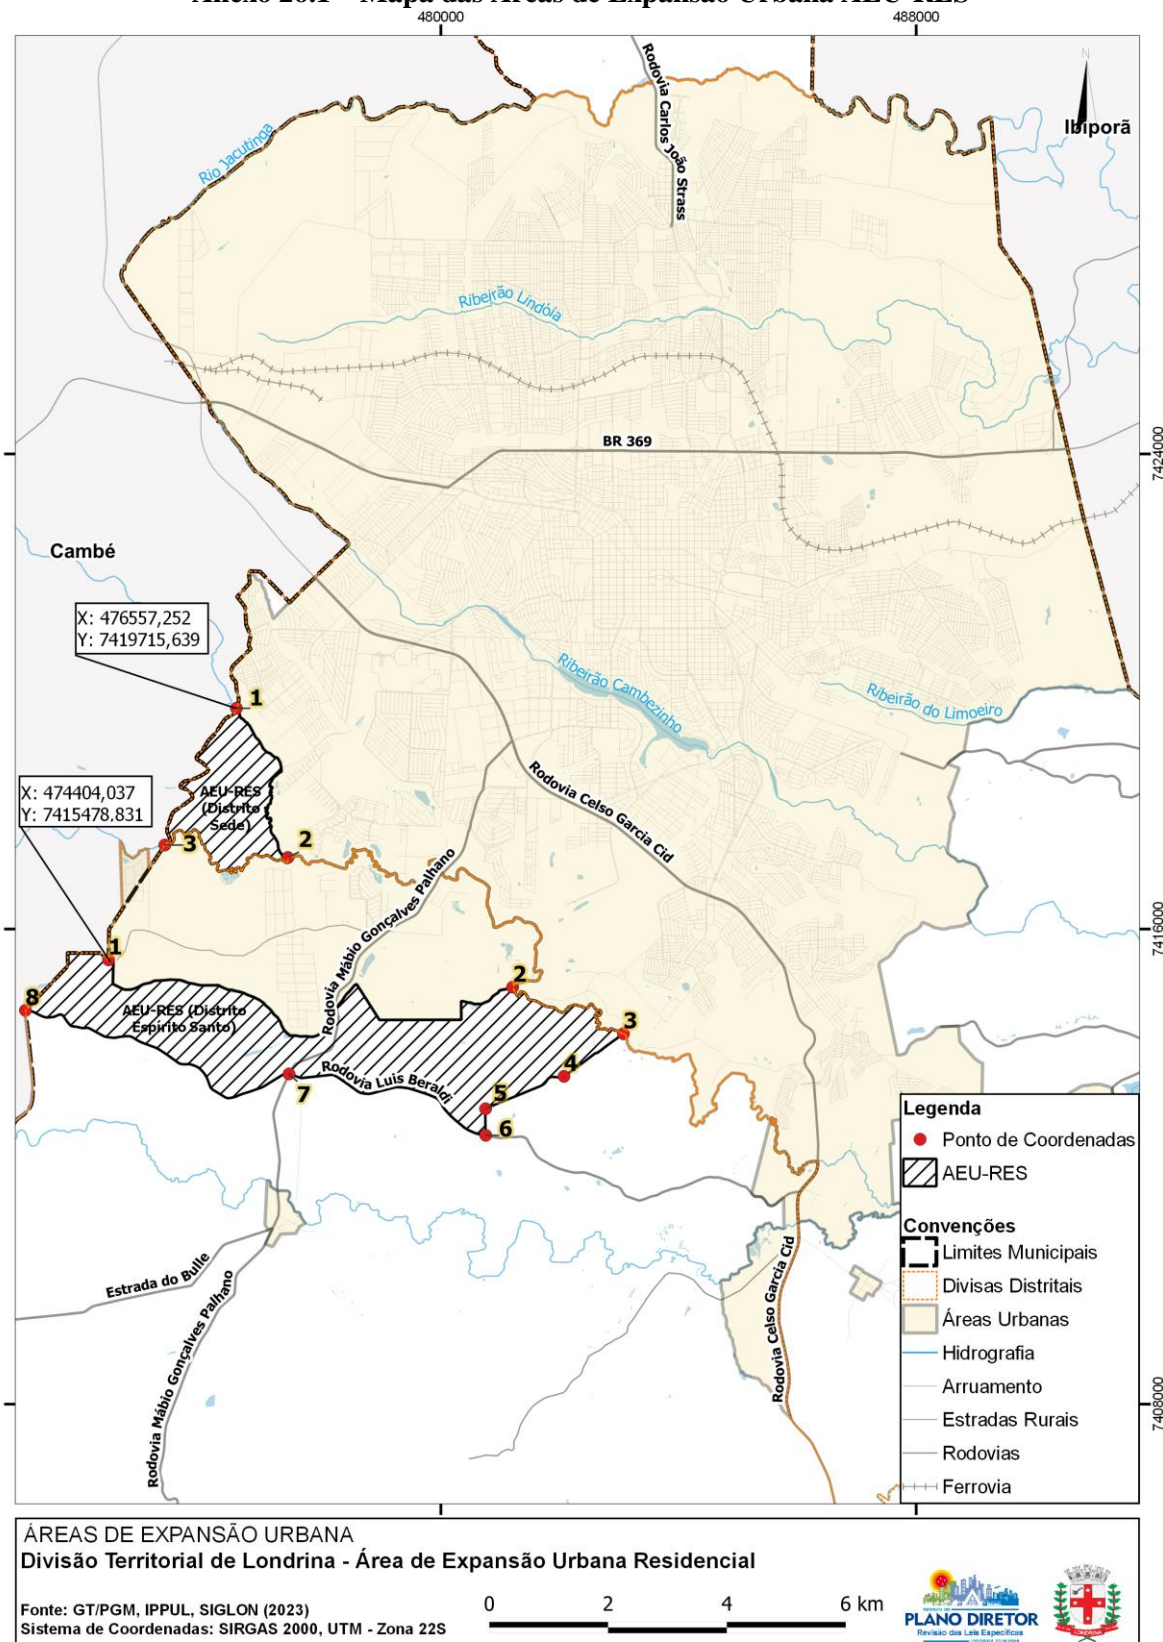 Anexo 26.1 – Mapa das Áreas de Expansão Urbana AEU-RES
480000
488000
N
Ibiporã
Rodovia Carlos João Strass
Rio Jacutinga
Ribeirão Lindóia
BR 369
7424000
Cambé
X: 476557,252
Y: 7419715,639
1
Ribeirão Cambezinho
Ribeirão do Limoeiro
Rodovia Celso Garcia Cid
X: 474404,037
Y: 7415478,831
AEU-RES
(Distrito
Sede)
3
2
Rodovia Mábio Gonçalves Palhano
7416000
1
2
8
AEU-RES (Distrito
Espírito Santo)
3
4
Rodovia Luis Beraldi
7
5
6
Estrada do Bulle
Rodovia Mábio Gonçalves Palhano
Rodovia Celso Garcia Cid
7408000
Legenda
Ponto de Coordenadas
AEU-RES
Convenções
Limites Municipais
Divisas Distritais
Áreas Urbanas
Hidrografia
Arruamento
Estradas Rurais
Rodovias
Ferrovia
ÁREAS DE EXPANSÃO URBANA
Divisão Territorial de Londrina - Área de Expansão Urbana Residencial
Fonte: GT/PGM, IPPUL, SIGLON (2023)
Sistema de Coordenadas: SIRGAS 2000, UTM - Zona 22S
0 2 4 6 km
PLANO DIRETOR
Revisão das Leis Específicas
LONDRINA